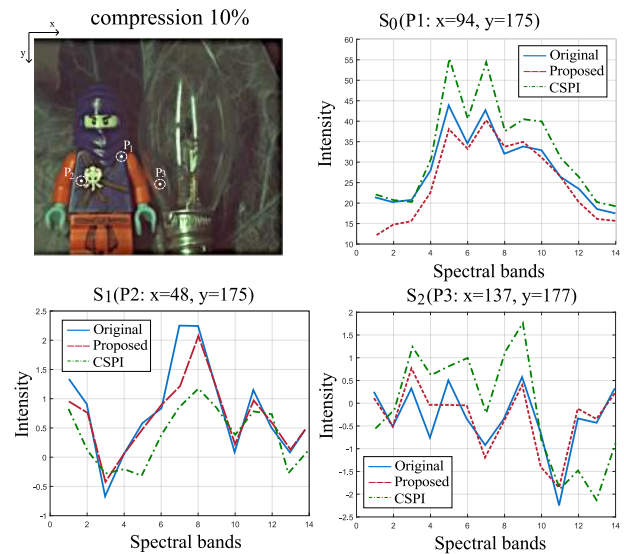 compression 10%
x
y
P1
P2
P3
S0(P1: x=94, y=175)
60
55
50
45
40
35
30
25
20
15
10
Intensity
Original
Proposed
CSPI
0 2 4 6 8 10 12 14
Spectral bands
S1(P2: x=48, y=175)
2.5
2
1.5
1
0.5
0
-0.5
-1
Intensity
Original
Proposed
CSPI
0 2 4 6 8 10 12 14
Spectral bands
S2(P3: x=137, y=177)
2
1.5
1
0.5
0.0
-0.5
-1
-1.5
-2
-2.5
Intensity
Original
Proposed
CSPI
0 2 4 6 8 10 12 14
Spectral bands